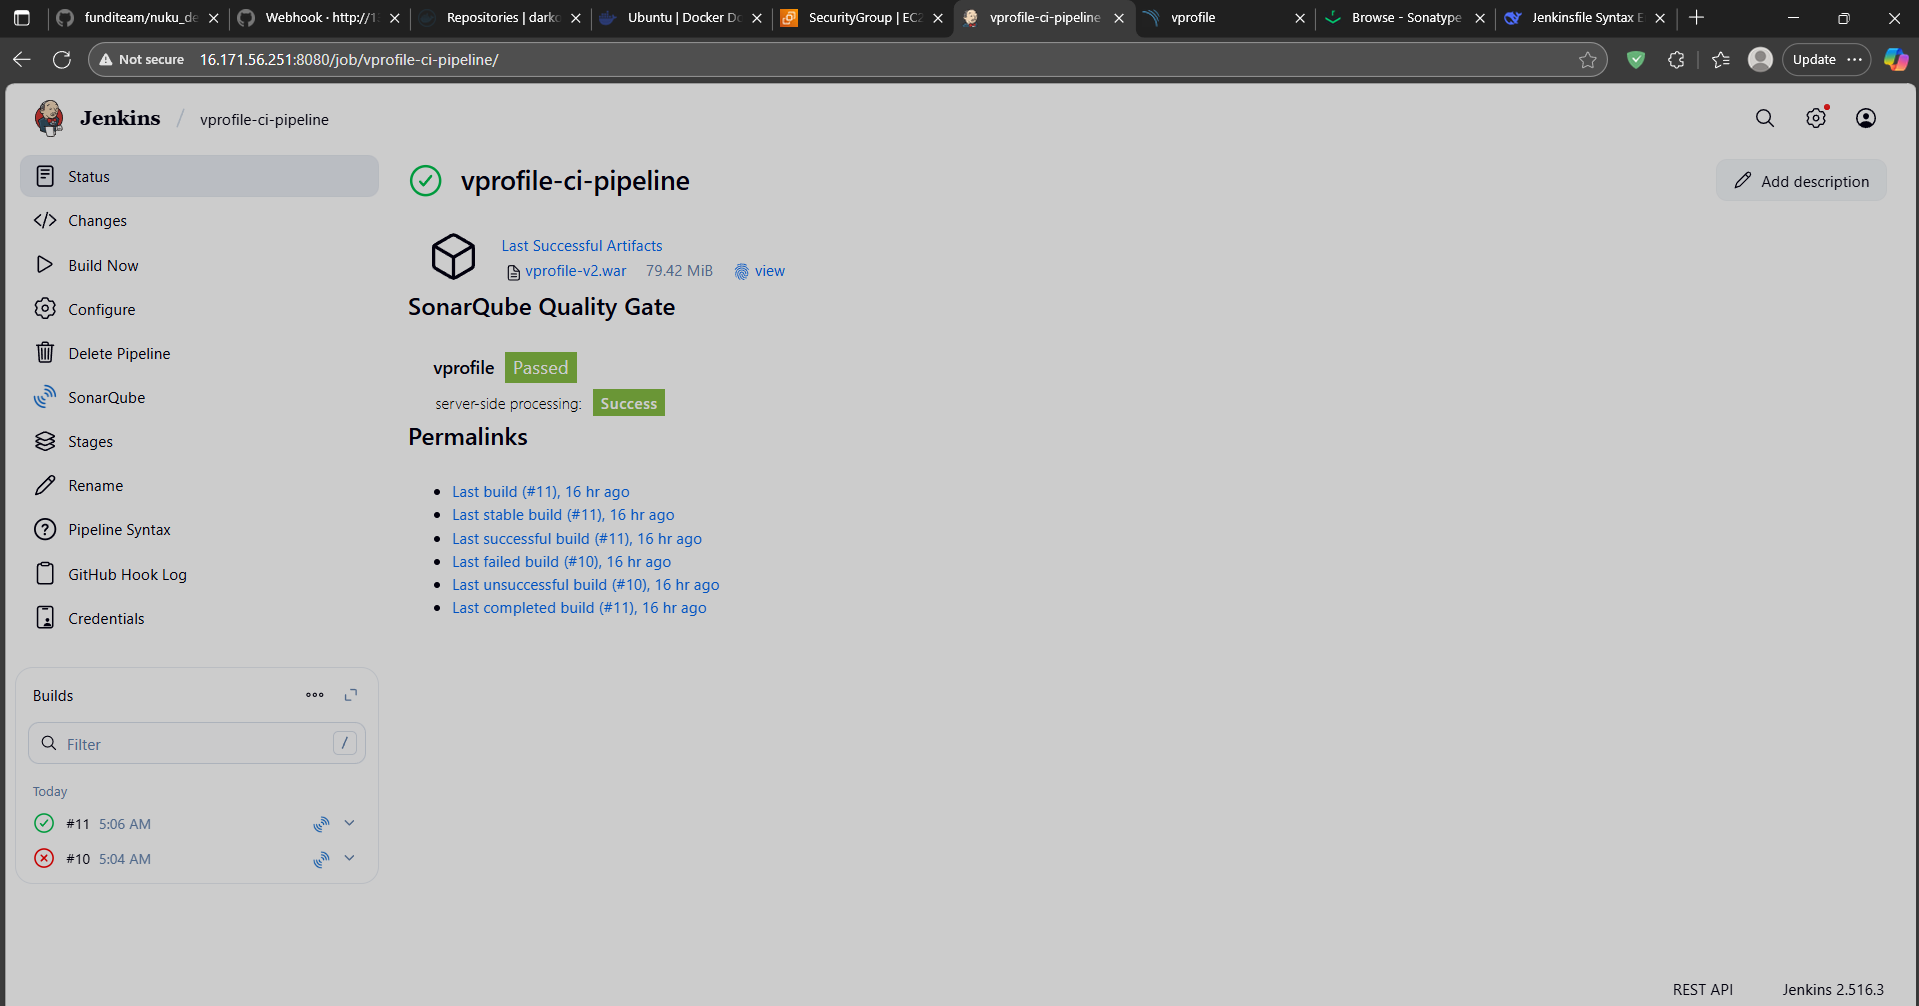 funditeam/nuku_de
Webhook · http://1
Repositories | darko
Ubuntu | Docker Do
SecurityGroup | EC2
vprofile-ci-pipeline
vprofile
Browse - Sonatype
Jenkinsfile Syntax E
Not secure
16.171.56.251:8080/job/vprofile-ci-pipeline/
Update
Jenkins / vprofile-ci-pipeline
Status
Changes
Build Now
Configure
Delete Pipeline
SonarQube
Stages
Rename
Pipeline Syntax
GitHub Hook Log
Credentials
Builds
Filter /
Today
#11 5:06 AM
#10 5:04 AM
vprofile-ci-pipeline
Add description
Last Successful Artifacts
vprofile-v2.war 79.42 MiB view
SonarQube Quality Gate
vprofile Passed
server-side processing: Success
Permalinks
Last build (#11), 16 hr ago
Last stable build (#11), 16 hr ago
Last successful build (#11), 16 hr ago
Last failed build (#10), 16 hr ago
Last unsuccessful build (#10), 16 hr ago
Last completed build (#11), 16 hr ago
REST API
Jenkins 2.516.3